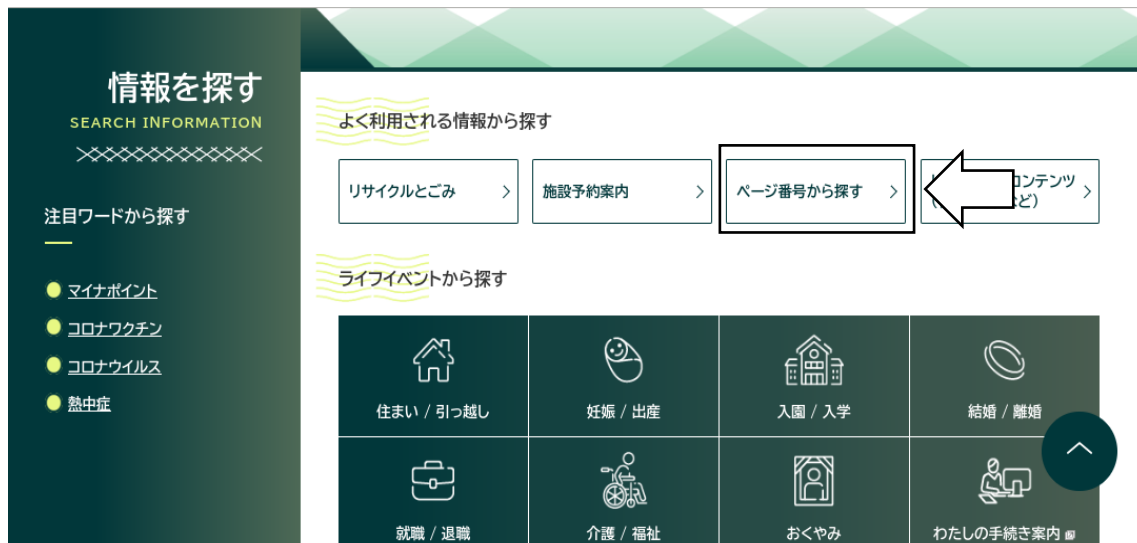 情報を探す
SEARCH INFORMATION
注目ワードから探す
マイナポイント
コロナワクチン
コロナウイルス
熱中症
よく利用される情報から探す
リサイクルとごみ
施設予約案内
ページ番号から探す
コンテンツ
ど）
ライフイベントから探す
住まい / 引っ越し
妊娠 / 出産
入園 / 入学
結婚 / 離婚
就職 / 退職
介護 / 福祉
おくやみ
わたしの手続き案内